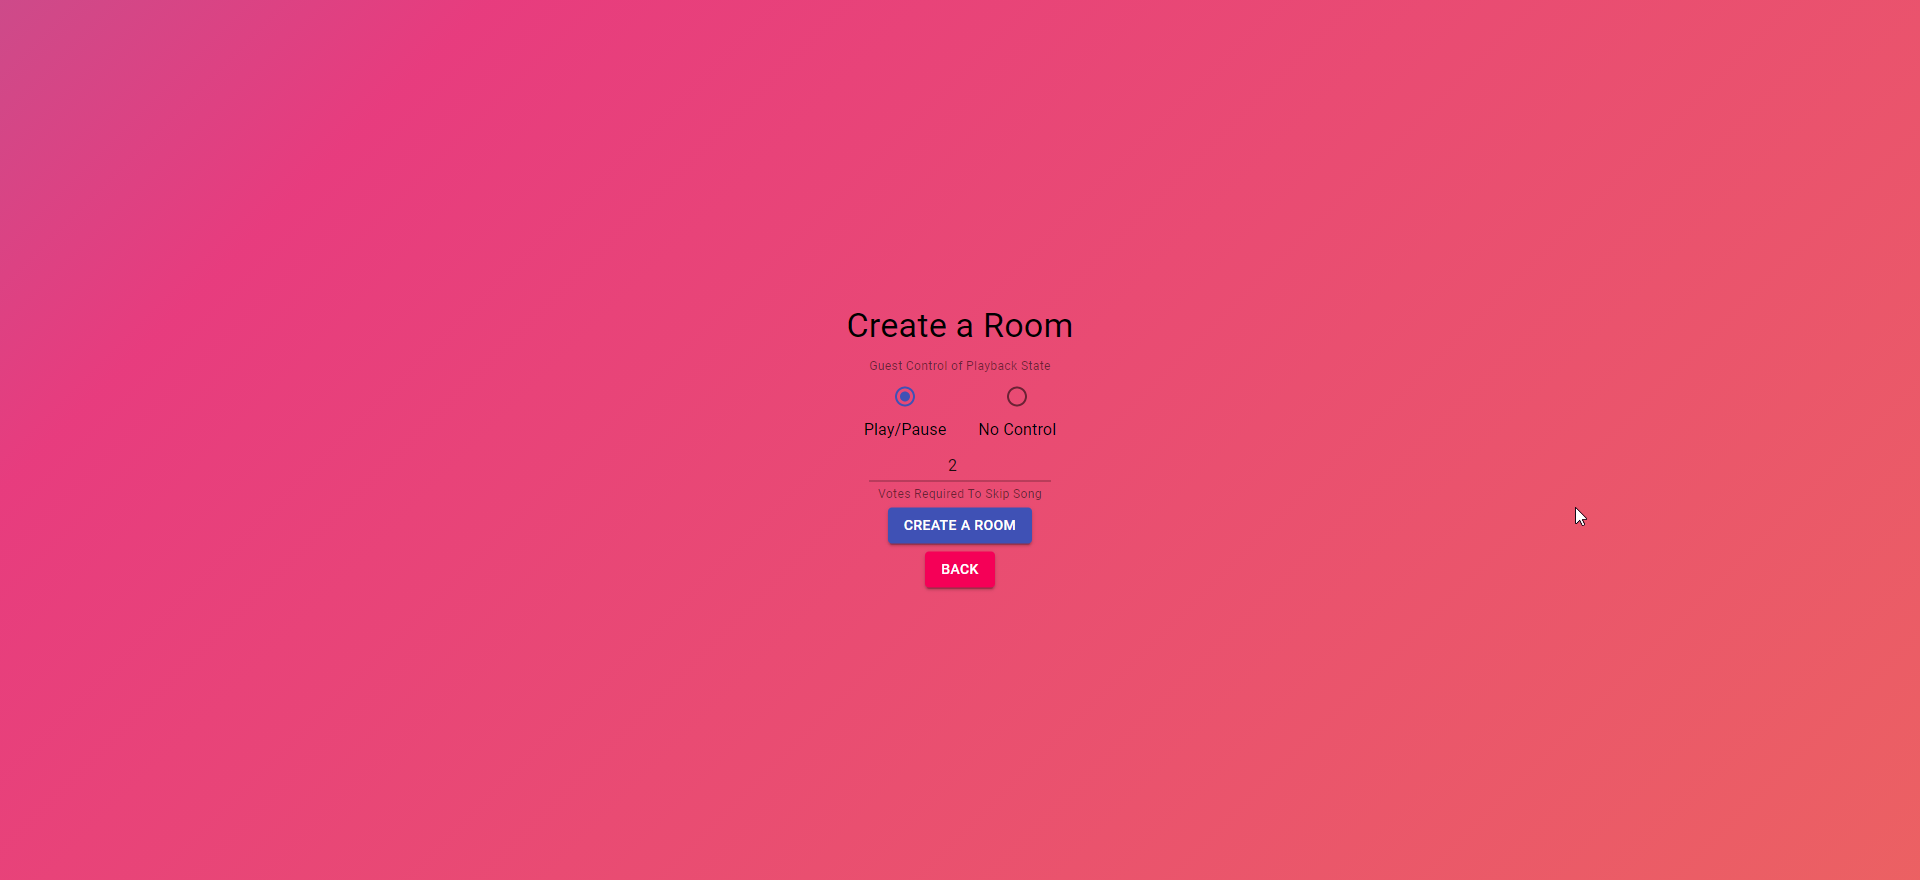 Create a Room
Guest Control of Playback State
Play/Pause No Control
2
Votes Required To Skip Song
CREATE A ROOM
BACK